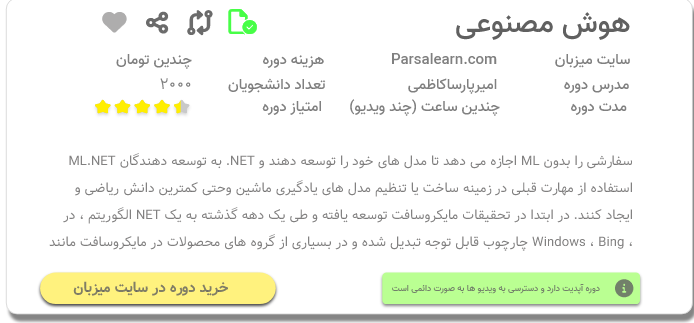 هوش مصنوعی
سایت میزبان Parsalearn.com هزینه دوره چندین تومان
مدرس دوره امیرپارساکاظمی تعداد دانشجویان ۲۰۰۰
مدت دوره چندین ساعت (چند ویدیو) امتیاز دوره
سفارشی را بدون ML اجازه می دهد تا مدل های خود را توسعه دهند و NET. به توسعه دهندگان ML.NET
استفاده از مهارت قبلی در زمینه ساخت یا تنظیم مدل های یادگیری ماشین وحتی کمترین دانش ریاضی و
ایجاد کنند. در ابتدا در تحقیقات مایکروسافت توسعه یافته و طی یک دهه گذشته به یک NET الگوریتم ، در
، Windows ، Bing چارچوب قابل توجه تبدیل شده و در بسیاری از گروه های محصولات در مایکروسافت مانند
دوره آپدیت دارد و دسترسی به ویدیو ها به صورت دائمی است
خرید دوره در سایت میزبان